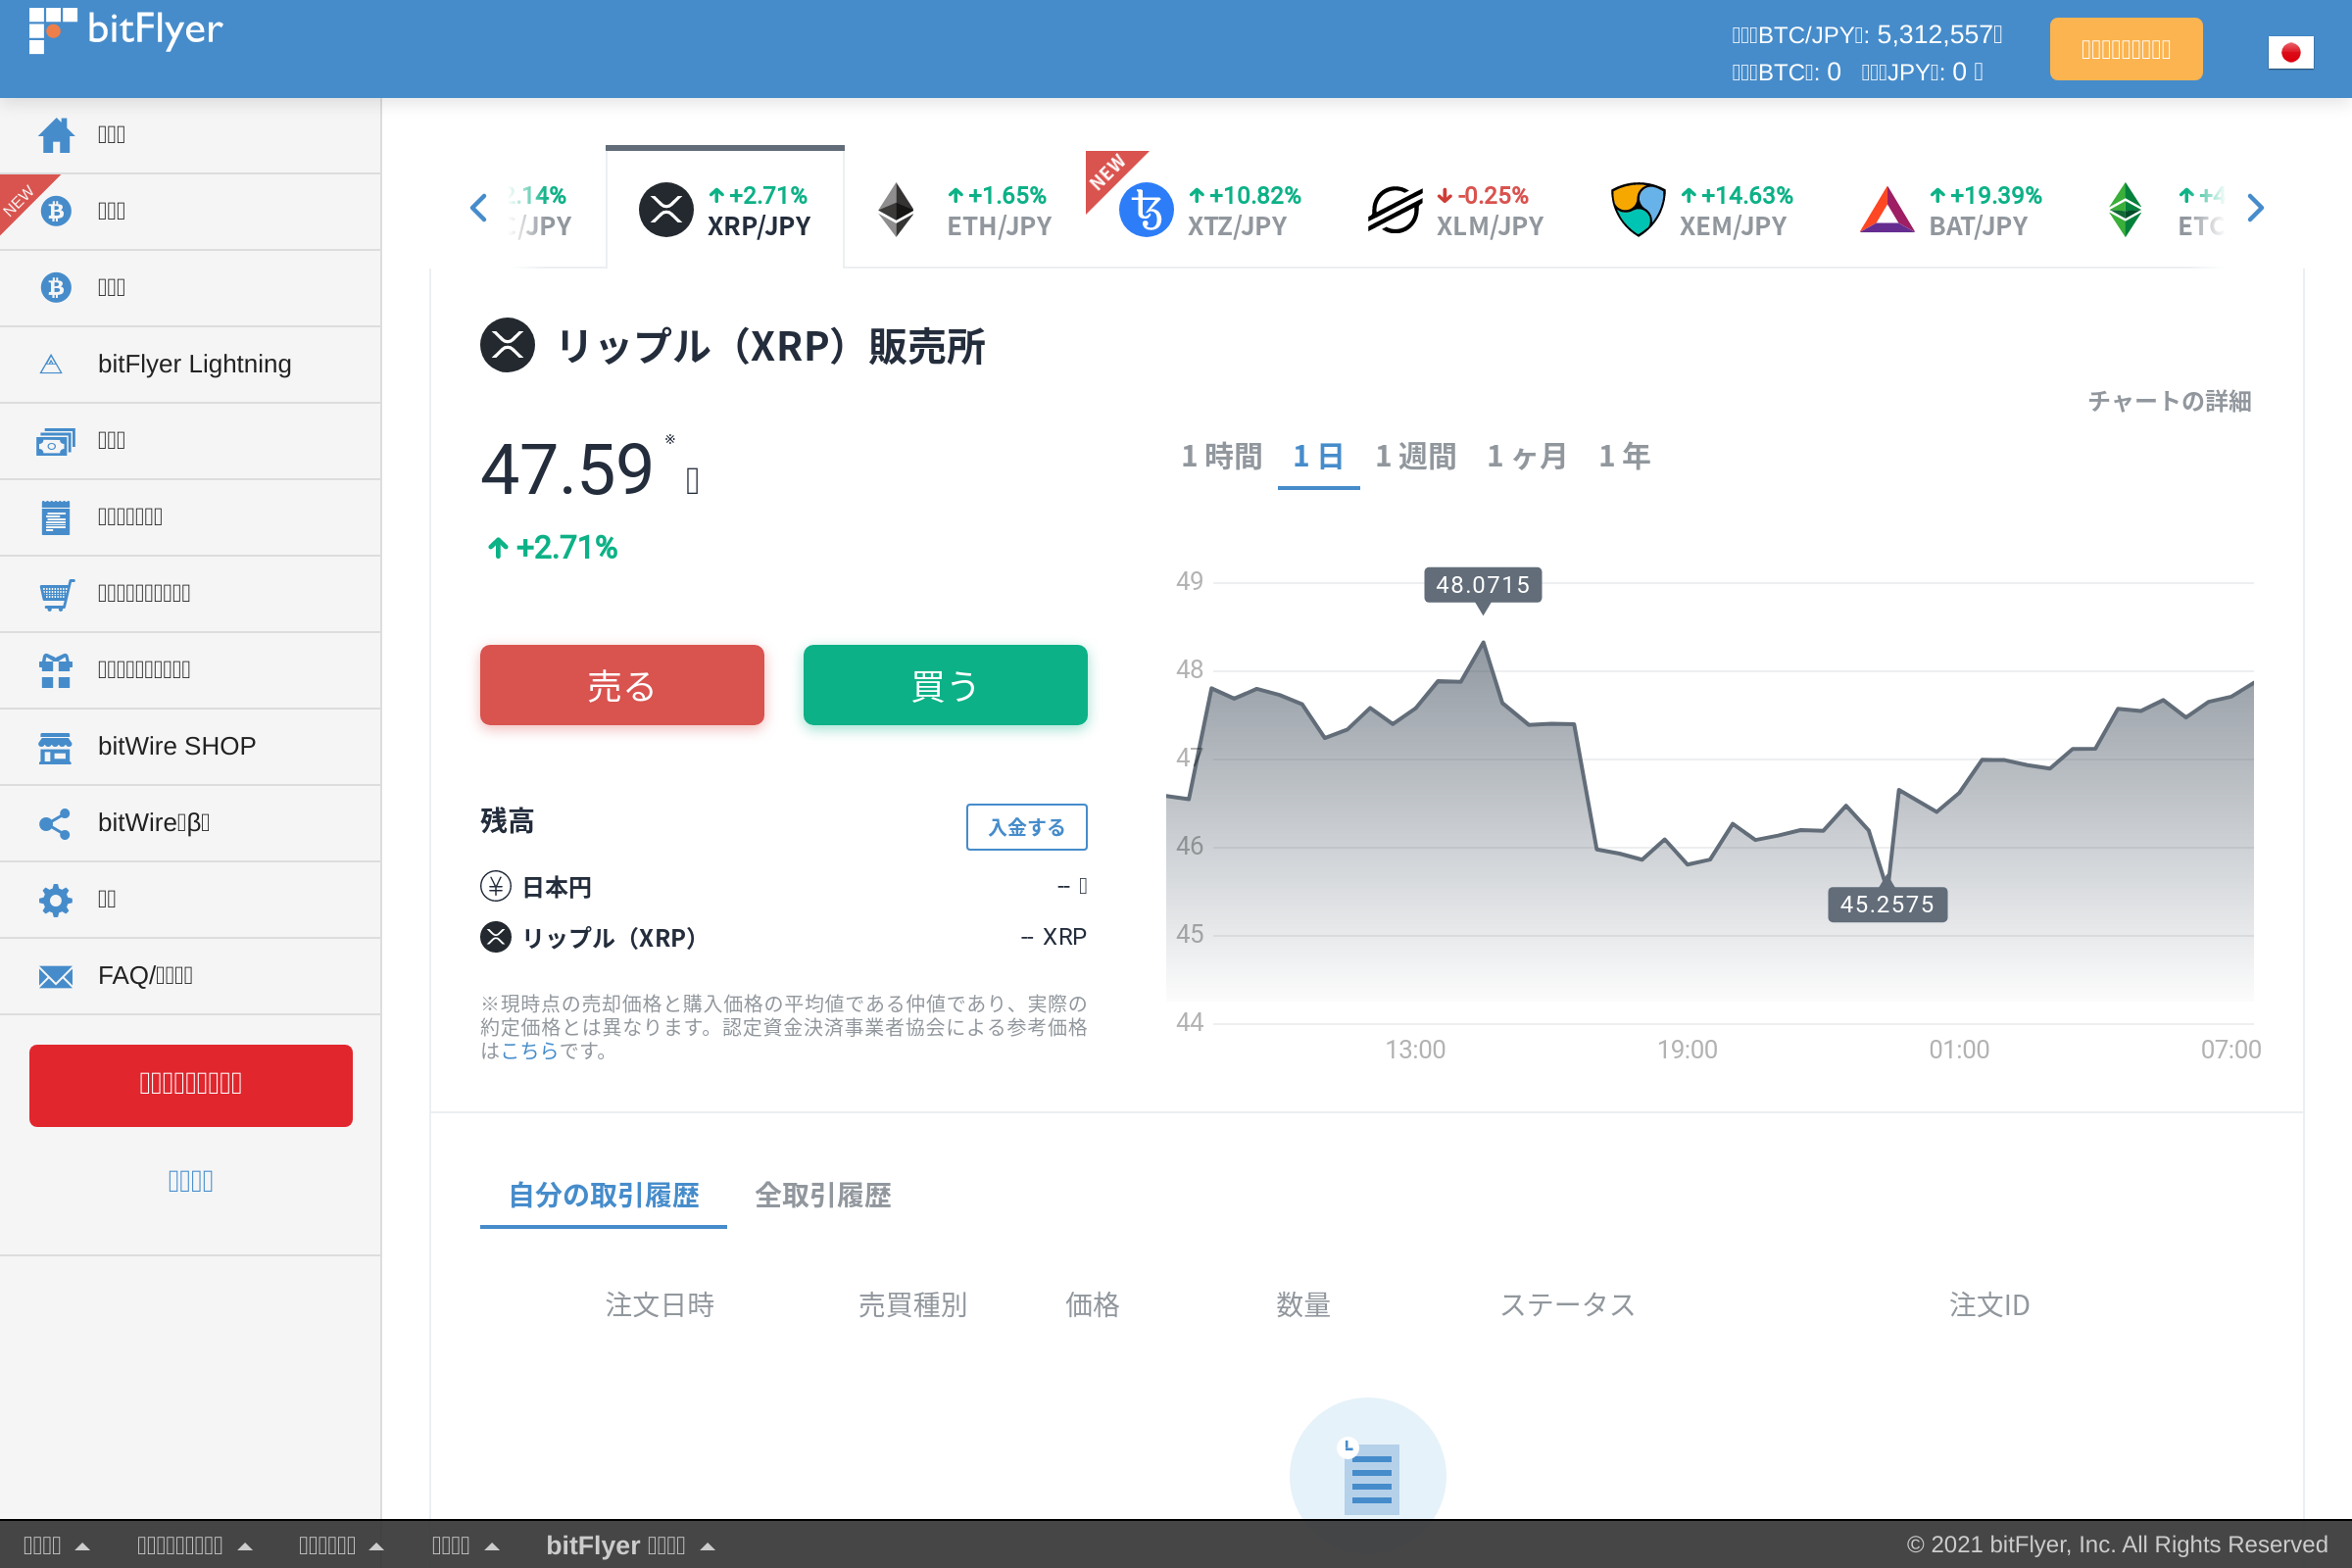 bitFlyer
BTC/JPY: 5,312,557
BTC: 0 JPY: 0
NEW
bitFlyer Lightning
bitWire SHOP
bitWire β
FAQ/
2.14%
/JPY
+2.71%
XRP/JPY
+1.65%
ETH/JPY
NEW
+10.82%
XTZ/JPY
-0.25%
XLM/JPY
+14.63%
XEM/JPY
+19.39%
BAT/JPY
+4
ETC
リップル（XRP）販売所
チャートの詳細
47.59 ※
+2.71%
1 時間 1 日 1 週間 1 ヶ月 1 年
売る 買う
残高 入金する
日本円 --
リップル（XRP） -- XRP
※現時点の売却価格と購入価格の平均値である仲値であり、実際の
約定価格とは異なります。認定資金決済事業者協会による参考価格
はこちらです。
49
48.0715
48
47
46
45.2575
45
44
13:00 19:00 01:00 07:00
自分の取引履歴 全取引履歴
注文日時 売買種別 価格 数量 ステータス 注文ID
bitFlyer
© 2021 bitFlyer, Inc. All Rights Reserved